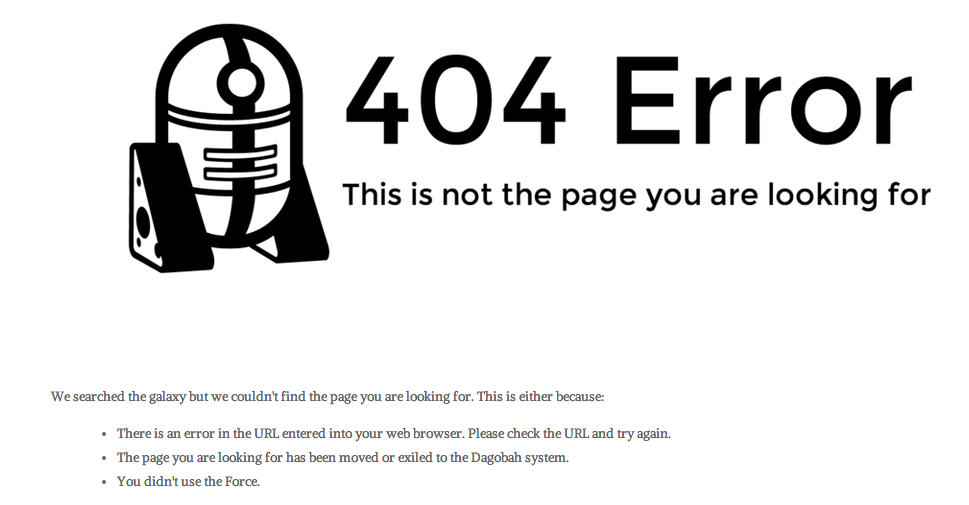 404 Error
This is not the page you are looking for
We searched the galaxy but we couldn't find the page you are looking for. This is either because:
• There is an error in the URL entered into your web browser. Please check the URL and try again.
• The page you are looking for has been moved or exiled to the Dagobah system.
• You didn't use the Force.